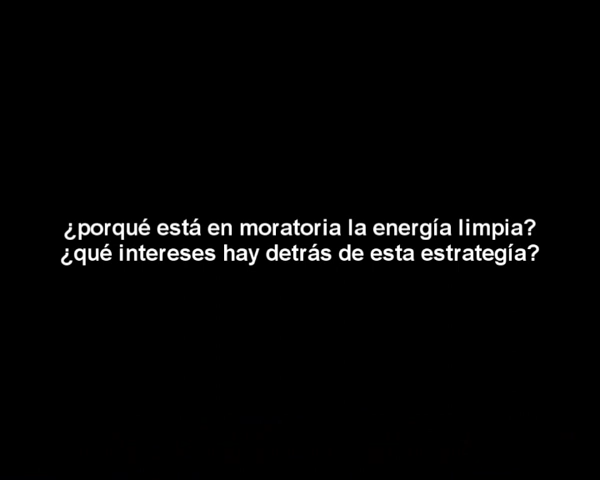 ¿porqué está en moratoria la energía limpia?
¿qué intereses hay detrás de esta estrategía?